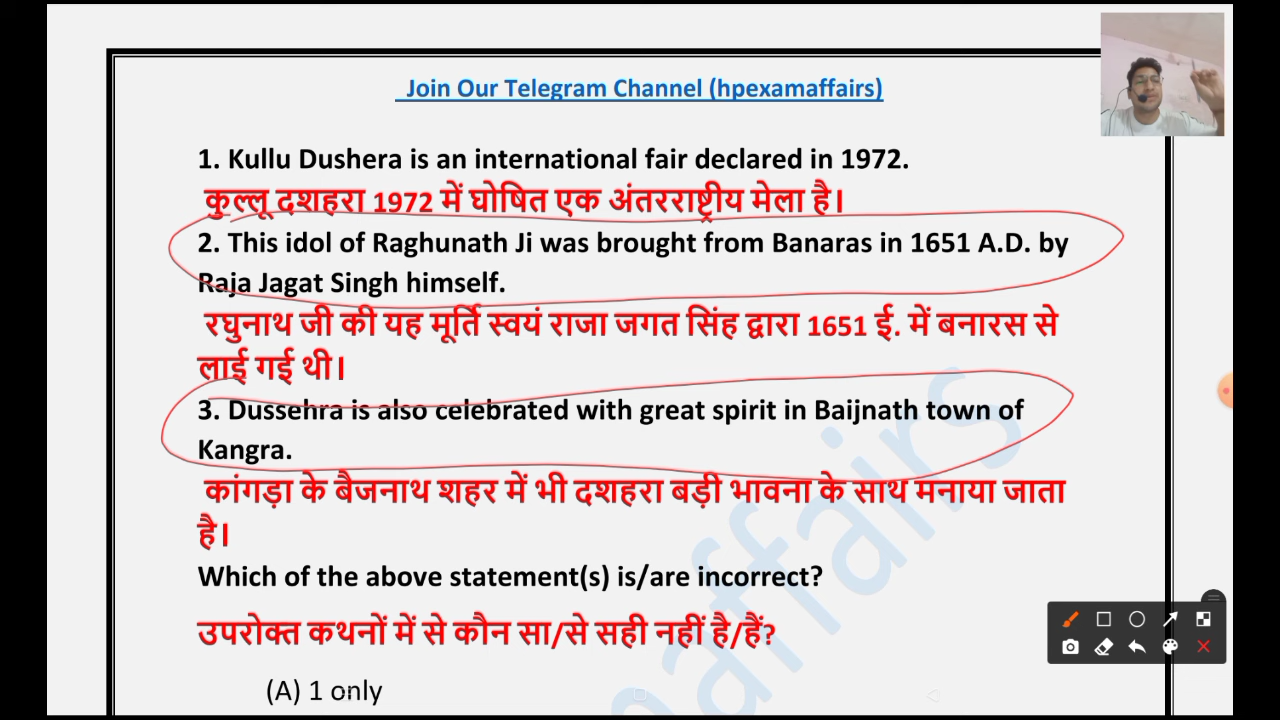 Join Our Telegram Channel (hpexamaffairs)
1. Kullu Dushera is an international fair declared in 1972.
कुल्लू दशहरा 1972 में घोषित एक अंतरराष्ट्रीय मेला है।
2. This idol of Raghunath Ji was brought from Banaras in 1651 A.D. by
Raja Jagat Singh himself.
रघुनाथ जी की यह मूर्ति स्वयं राजा जगत सिंह द्वारा 1651 ई. में बनारस से
लाई गई थी।
3. Dussehra is also celebrated with great spirit in Baijnath town of
Kangra.
कांगड़ा के बैजनाथ शहर में भी दशहरा बड़ी भावना के साथ मनाया जाता
है।
Which of the above statement(s) is/are incorrect?
उपरोक्त कथनों में से कौन सा/से सही नहीं है/हैं?
(A) 1 only
maffairs